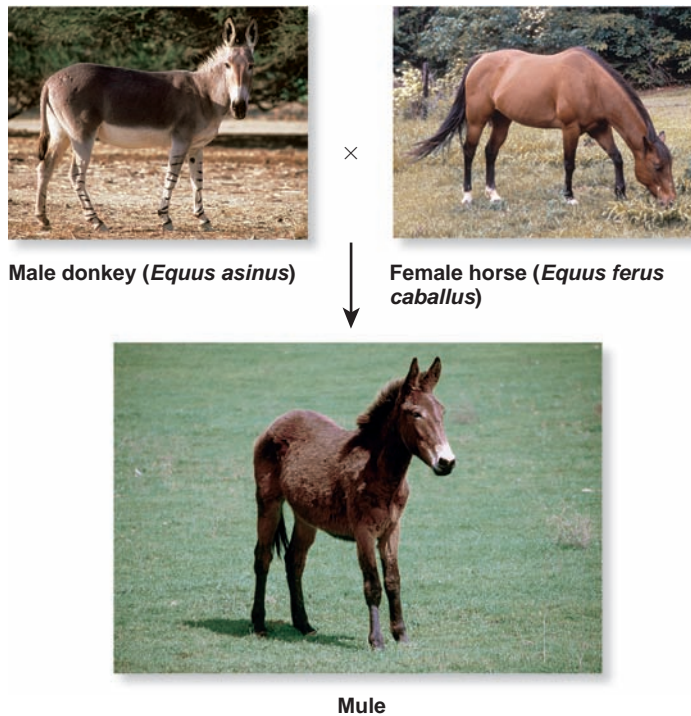 ×
Male donkey (Equus asinus)
Female horse (Equus ferus
caballus)
Mule